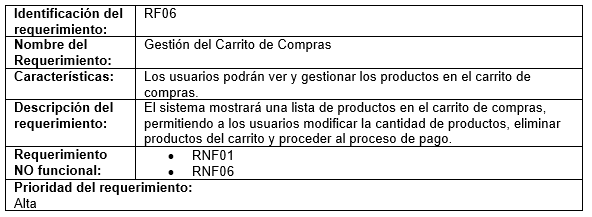 Identificación del RF06
requerimiento:
Nombre del Gestión del Carrito de Compras
Requerimiento:
Características: Los usuarios podrán ver y gestionar los productos en el carrito de
compras.
Descripción del El sistema mostrará una lista de productos en el carrito de compras,
requerimiento: permitiendo a los usuarios modificar la cantidad de productos, eliminar
productos del carrito y proceder al proceso de pago.
Requerimiento • RNF01
NO funcional: • RNF06
Prioridad del requerimiento:
Alta